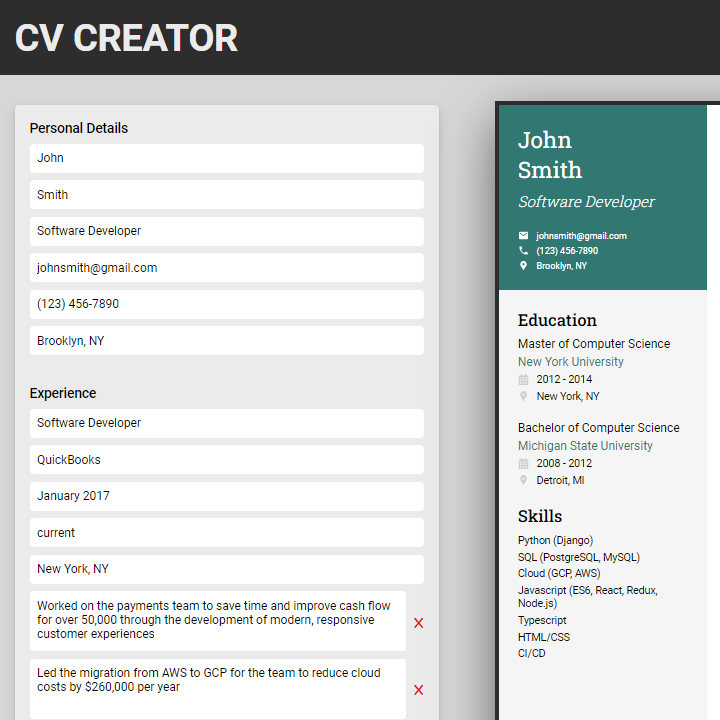 CV CREATOR
Personal Details
John
Smith
Software Developer
johnsmith@gmail.com
(123) 456-7890
Brooklyn, NY
Experience
Software Developer
QuickBooks
January 2017
current
New York, NY
Worked on the payments team to save time and improve cash flow
for over 50,000 through the development of modern, responsive
customer experiences
X
Led the migration from AWS to GCP for the team to reduce cloud
costs by $260,000 per year
X
John
Smith
Software Developer
johnsmith@gmail.com
(123) 456-7890
Brooklyn, NY
Education
Master of Computer Science
New York University
2012 - 2014
New York, NY
Bachelor of Computer Science
Michigan State University
2008 - 2012
Detroit, MI
Skills
Python (Django)
SQL (PostgreSQL, MySQL)
Cloud (GCP, AWS)
Javascript (ES6, React, Redux,
Node.js)
Typescript
HTML/CSS
CI/CD